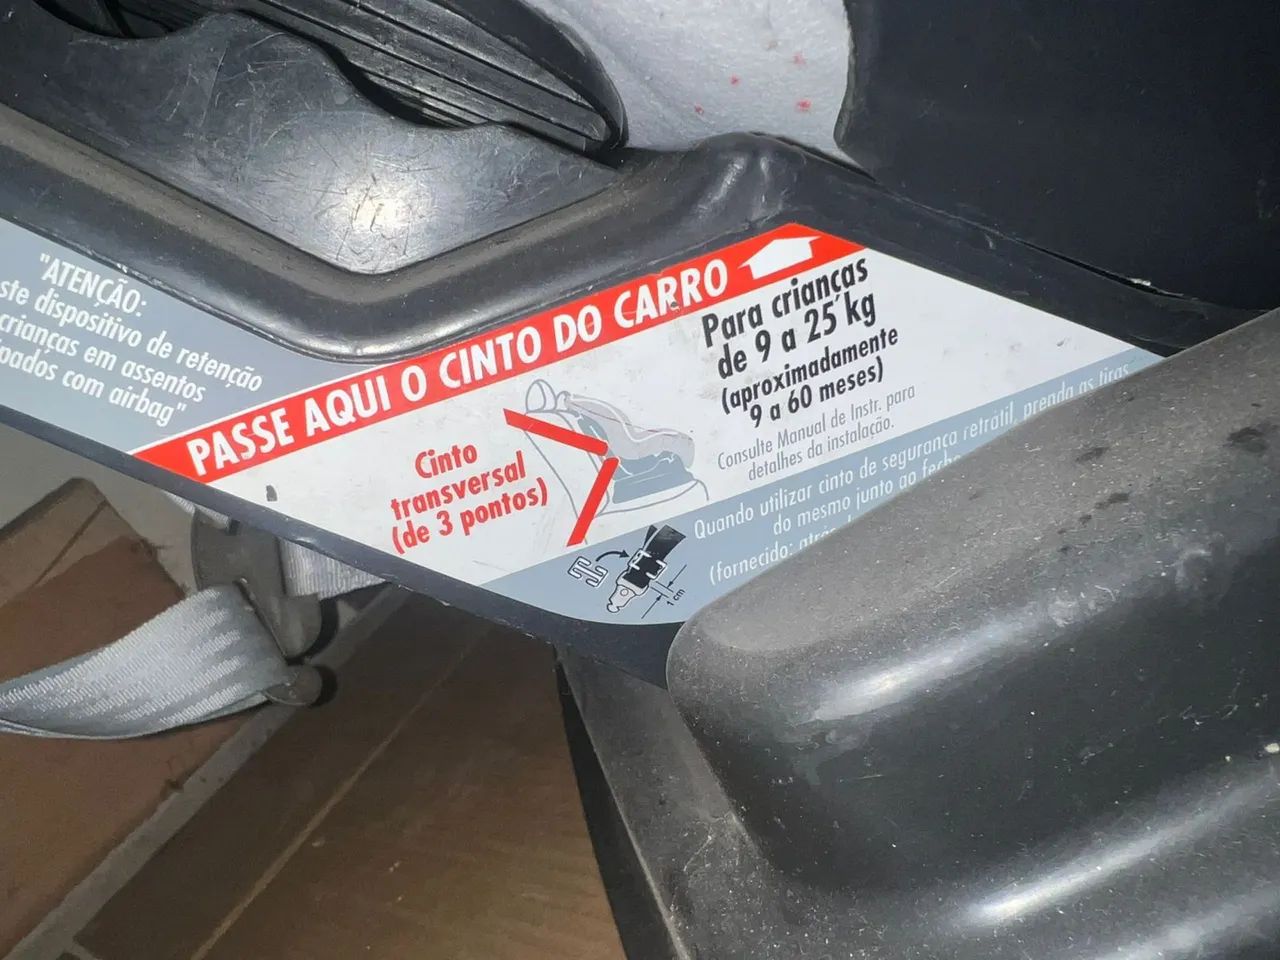 "ATENÇÃO:
ste dispositivo de retenção
crianças em assentos
pados com airbag"
PASSE AQUI O CINTO DO CARRO
Para crianças
de 9 a 25 kg
(aproximadamente
9 a 60 meses)
Consulte Manual de Instr. para
detalhes da instalação.
Cinto
transversal
(de 3 pontos)
Quando utilizar cinto de segurança retrátil, prenda as tiras
do mesmo junto ao fecho
(fornecido:
1 cm